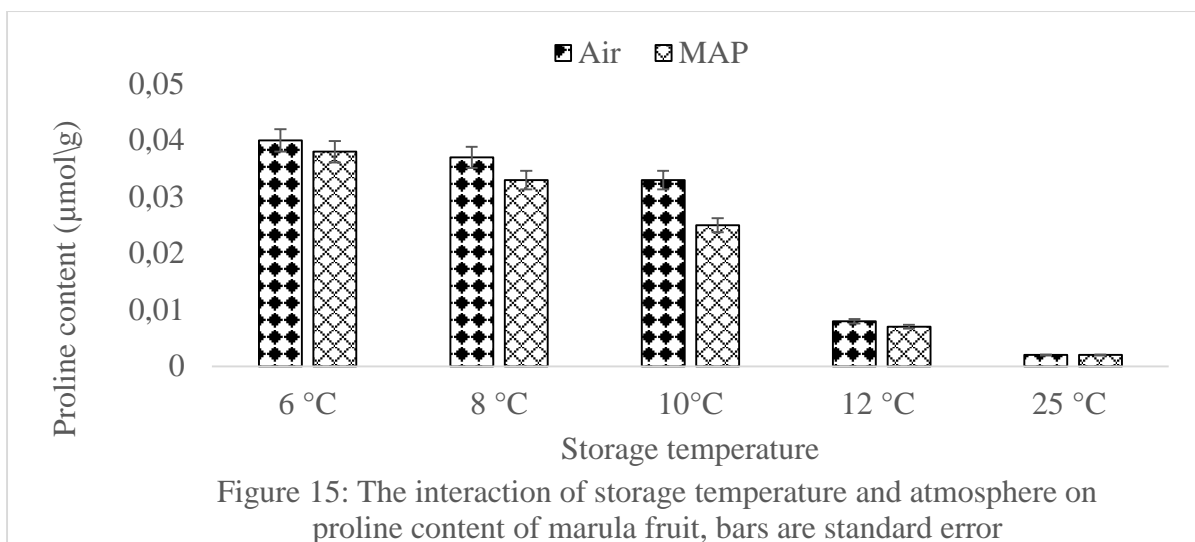 Air MAP
0,05
0,04
0,03
0,02
0,01
0
Proline content (µmol\g)
6 °C 8 °C 10°C 12 °C 25 °C
Storage temperature
Figure 15: The interaction of storage temperature and atmosphere on
proline content of marula fruit, bars are standard error